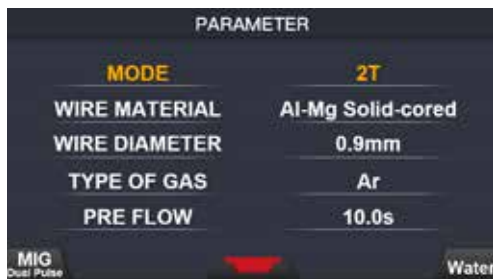 PARAMETER
MODE 2T
WIRE MATERIAL Al-Mg Solid-cored
WIRE DIAMETER 0.9mm
TYPE OF GAS Ar
PRE FLOW 10.0s
MIG Water
Dual Pulse